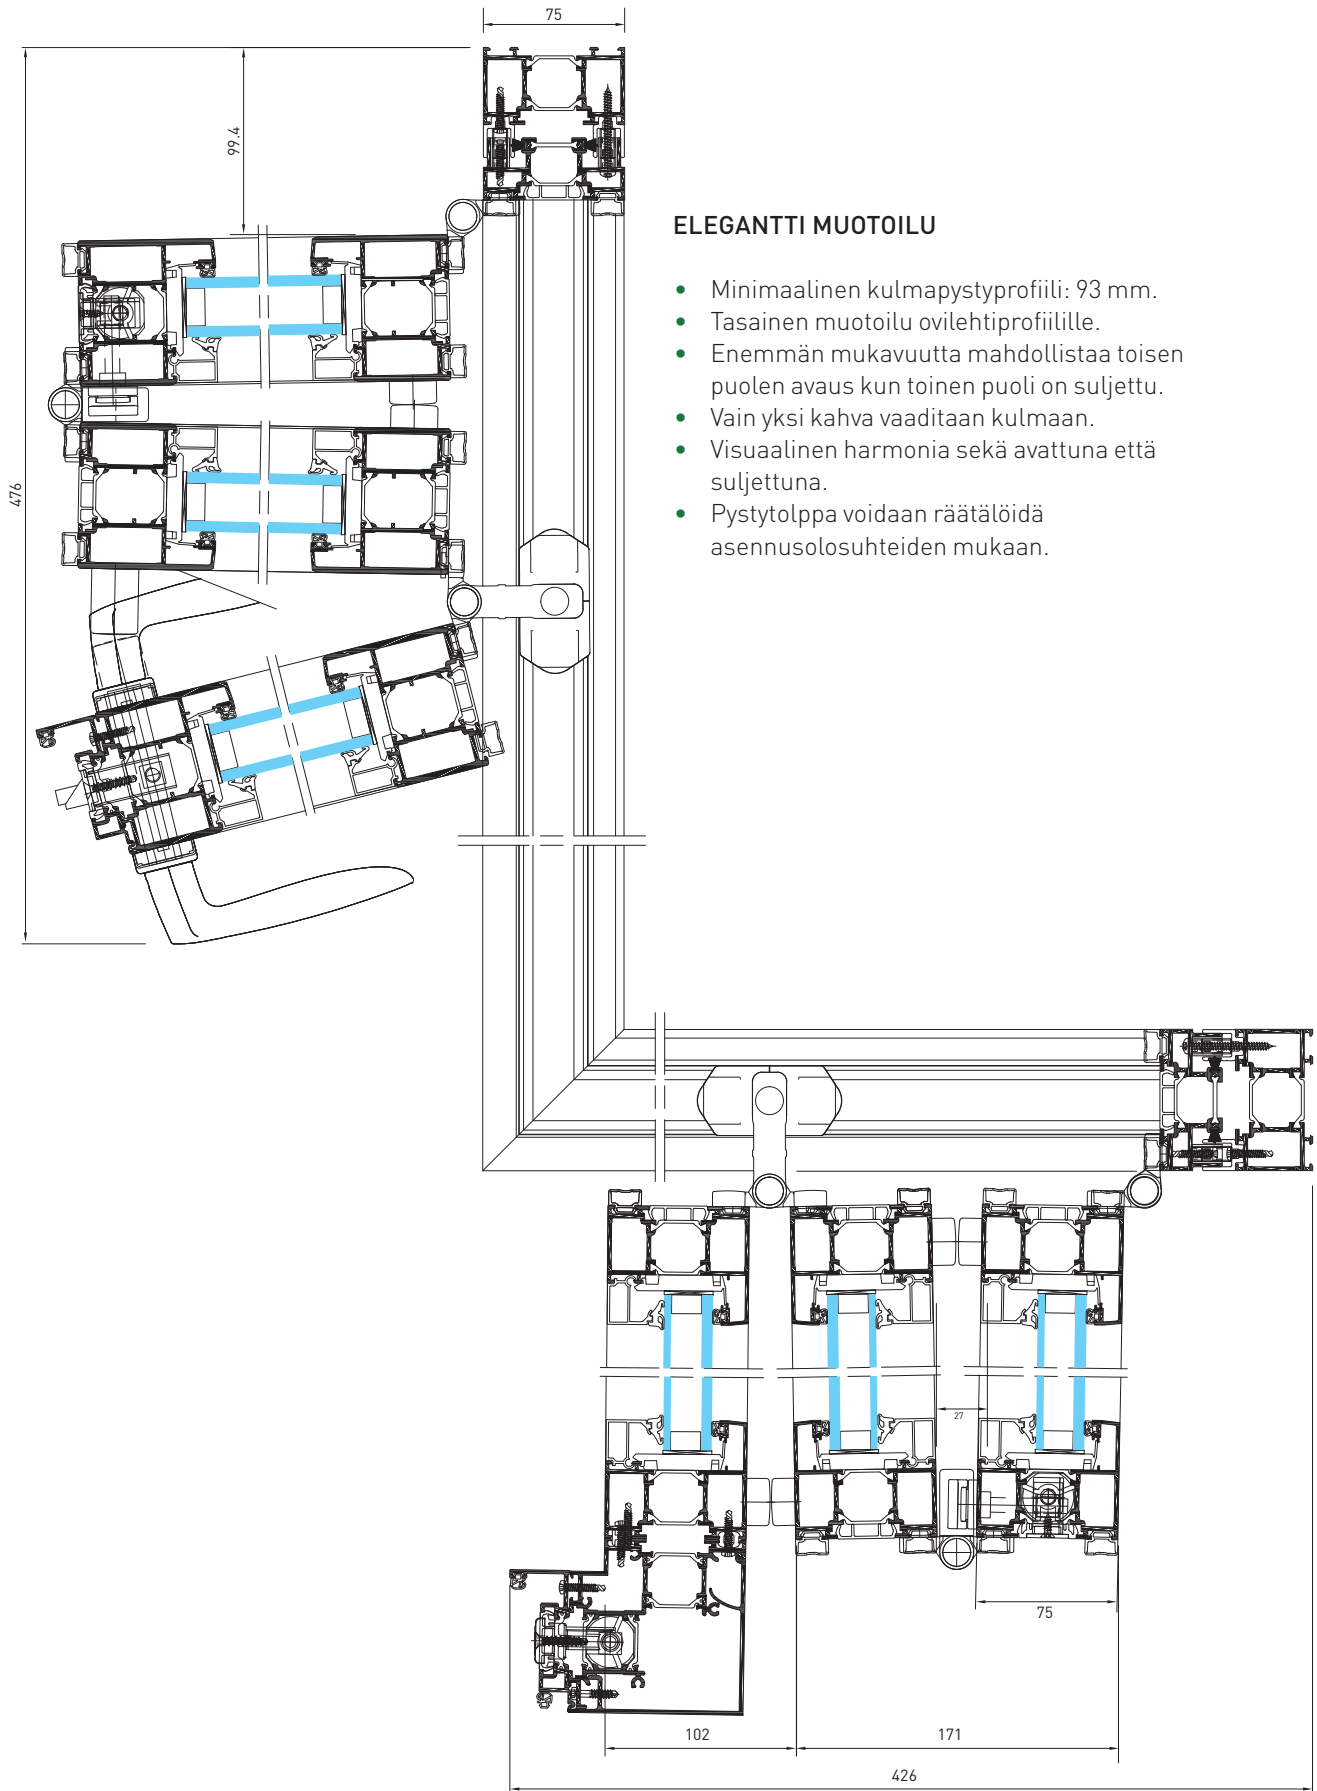 75
99.4
476
ELEGANTTI MUOTOILU
• Minimaalinen kulmapystyprofiili: 93 mm.
• Tasainen muotoilu ovilehtiprofiilille.
• Enemmän mukavuutta mahdollistaa toisen
puolen avaus kun toinen puoli on suljettu.
• Vain yksi kahva vaaditaan kulmaan.
• Visuaalinen harmonia sekä avattuna että
suljettuna.
• Pystytolppa voidaan räätälöidä
asennusolosuhteiden mukaan.
27
75
102
171
426